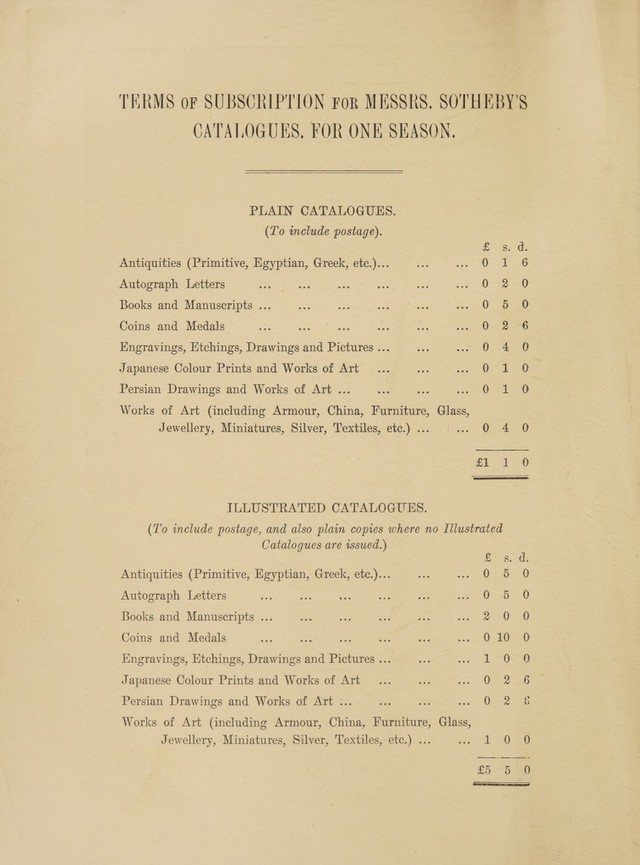 TERMS OF SUBSCRIPTION FOR MESSRS. SOTHEBY'S
CATALOGUES, FOR ONE SEASON.
PLAIN CATALOGUES.
(To include postage).
£ s. d.
Antiquities (Primitive, Egyptian, Greek, etc.)... ... ... 0 1 6
Autograph Letters ... ... ... ... ... ... 0 2 0
Books and Manuscripts ... ... ... ... ... ... 0 5 0
Coins and Medals ... ... ... ... ... ... 0 2 6
Engravings, Etchings, Drawings and Pictures ... ... ... 0 4 0
Japanese Colour Prints and Works of Art ... ... ... 0 1 0
Persian Drawings and Works of Art ... ... ... ... 0 1 0
Works of Art (including Armour, China, Furniture, Glass,
Jewellery, Miniatures, Silver, Textiles, etc.) ... ... 0 4 0
£1 1 0
ILLUSTRATED CATALOGUES.
(To include postage, and also plain copies where no Illustrated
Catalogues are issued.)
£ s. d.
Antiquities (Primitive, Egyptian, Greek, etc.)... ... ... 0 5 0
Autograph Letters ... ... ... ... ... ... 0 5 0
Books and Manuscripts ... ... ... ... ... ... 2 0 0
Coins and Medals ... ... ... ... ... ... 0 10 0
Engravings, Etchings, Drawings and Pictures ... ... ... 1 0 0
Japanese Colour Prints and Works of Art ... ... ... 0 2 6
Persian Drawings and Works of Art ... ... ... ... 0 2 6
Works of Art (including Armour, China, Furniture, Glass,
Jewellery, Miniatures, Silver, Textiles, etc.) ... ... 1 0 0
£5 5 0